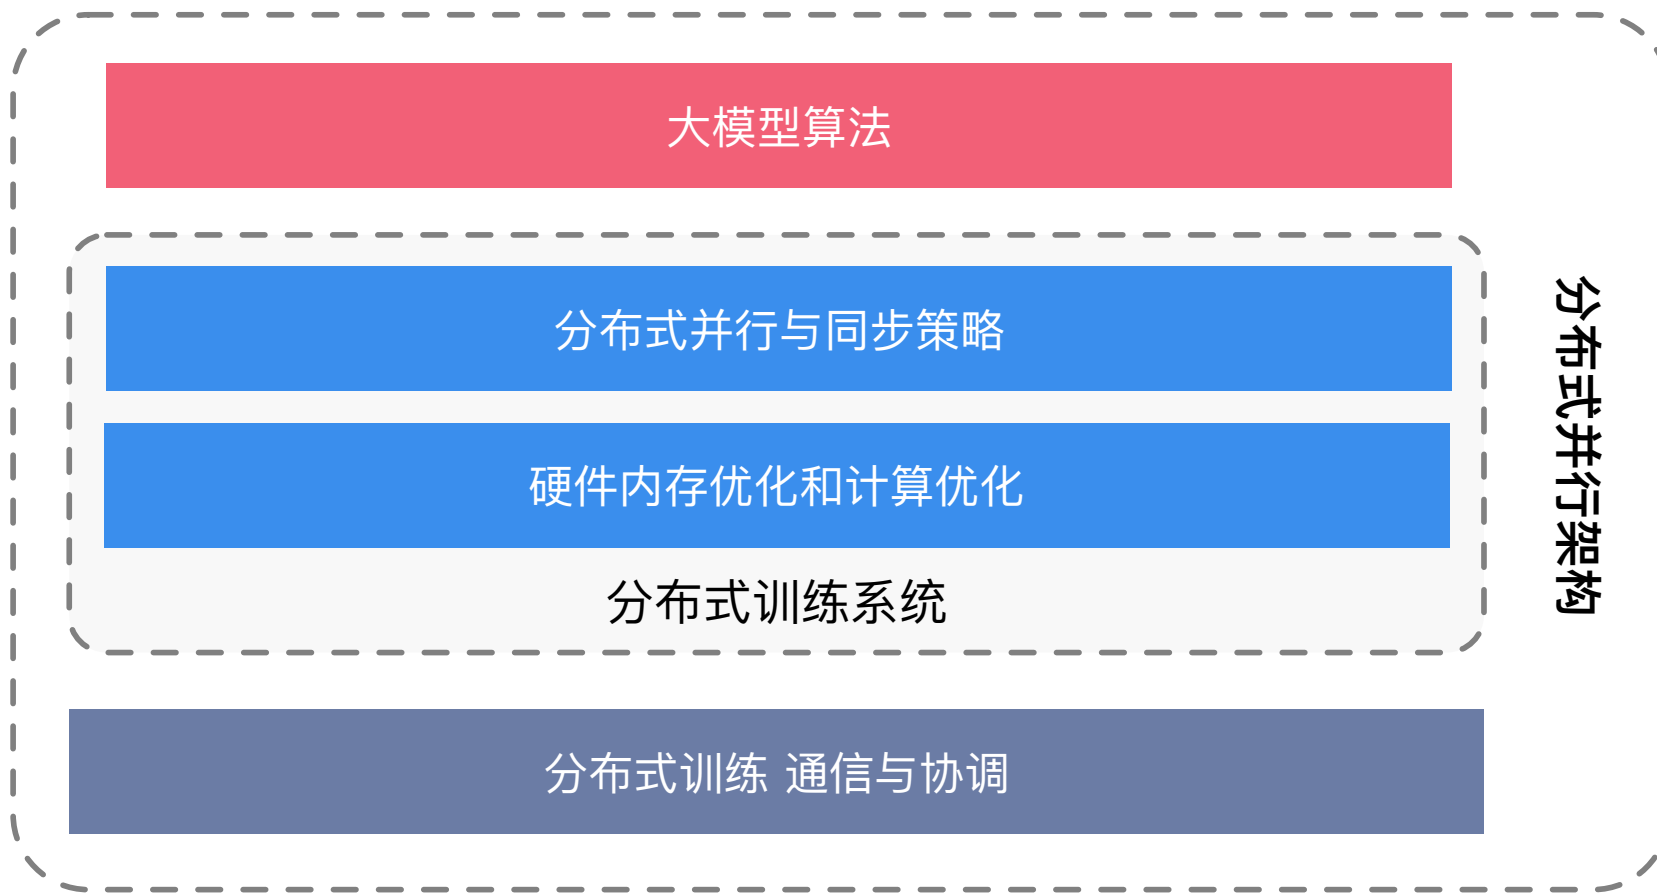 大模型算法
分布式并行与同步策略
硬件内存优化和计算优化
分布式训练系统
分布式训练 通信与协调
分布式并行架构